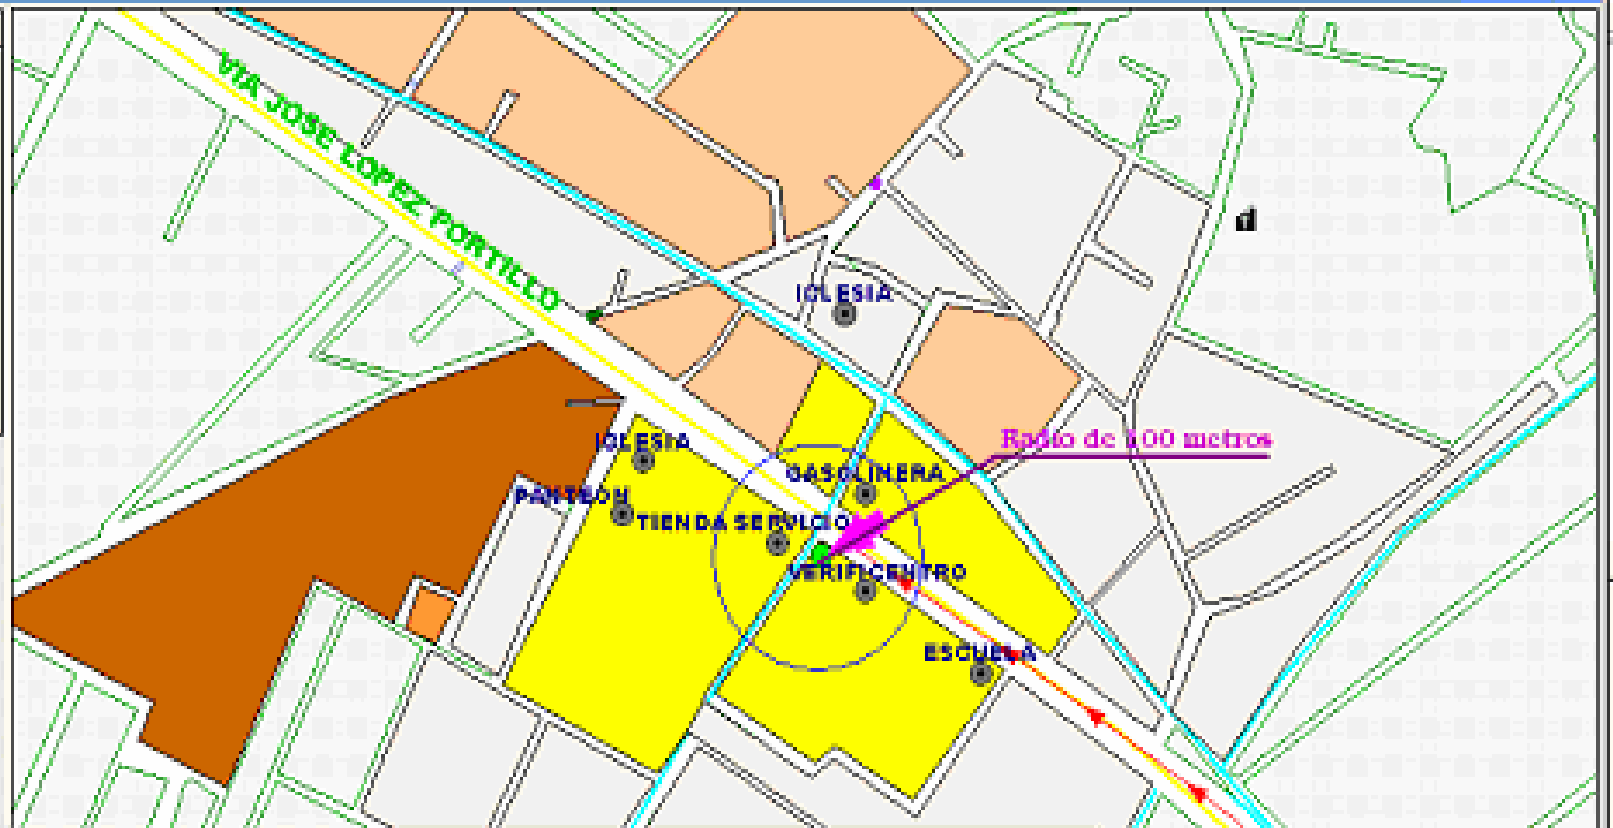 VIA JOSE LOPEZ PORTILLO
d
IGLESIA
Radio de 100 metros
IGLESIA
GASOLINERA
PANTEON
TIENDA SERVICIO
VERIFICENTRO
ESCUELA